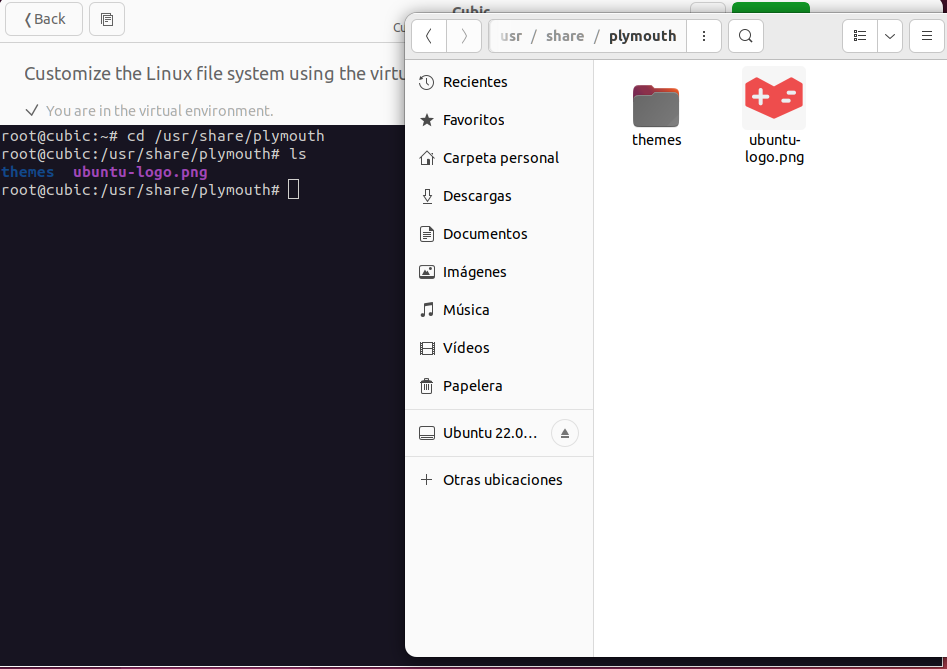 Back
Cubic
Cu
Customize the Linux file system using the virtu
You are in the virtual environment.
root@cubic:~# cd /usr/share/plymouth
root@cubic:/usr/share/plymouth# ls
themes  ubuntu-logo.png
root@cubic:/usr/share/plymouth#
usr / share / plymouth
Recientes
Favoritos
Carpeta personal
Descargas
Documentos
Imágenes
Música
Vídeos
Papelera
Ubuntu 22.0…
Otras ubicaciones
themes
ubuntu-
logo.png